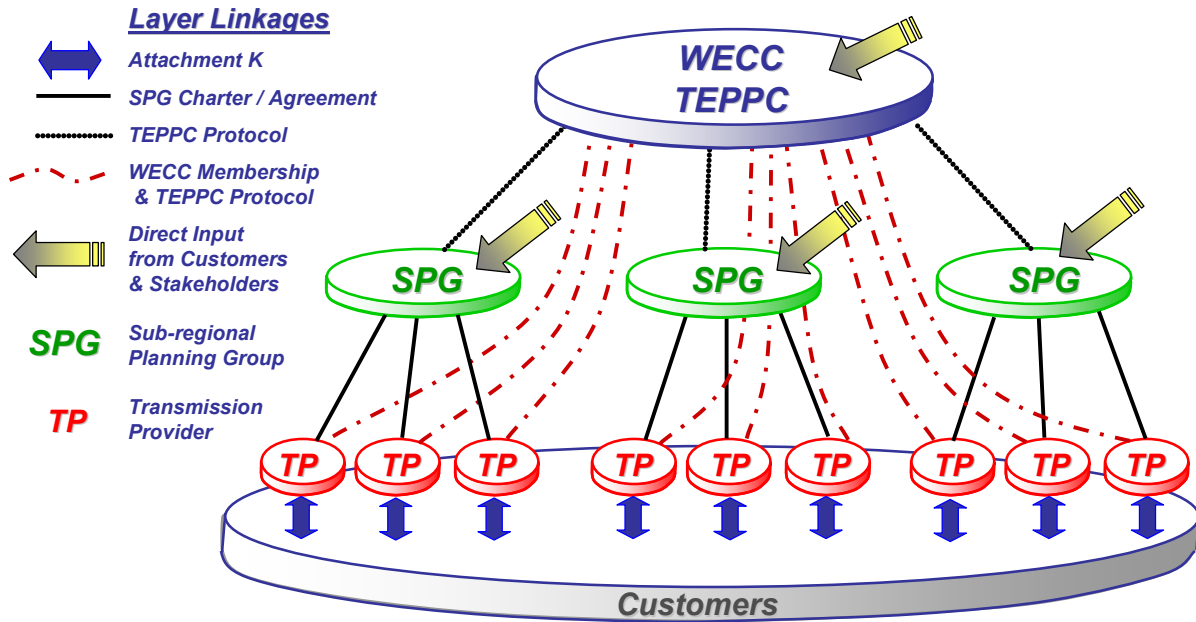 Layer Linkages
Attachment K
SPG Charter / Agreement
TEPPC Protocol
WECC Membership
& TEPPC Protocol
Direct Input
from Customers
& Stakeholders
SPG
Sub-regional
Planning Group
TP
Transmission
Provider
WECC
TEPPC
SPG
SPG
SPG
TP
TP
TP
TP
TP
TP
TP
TP
TP
Customers